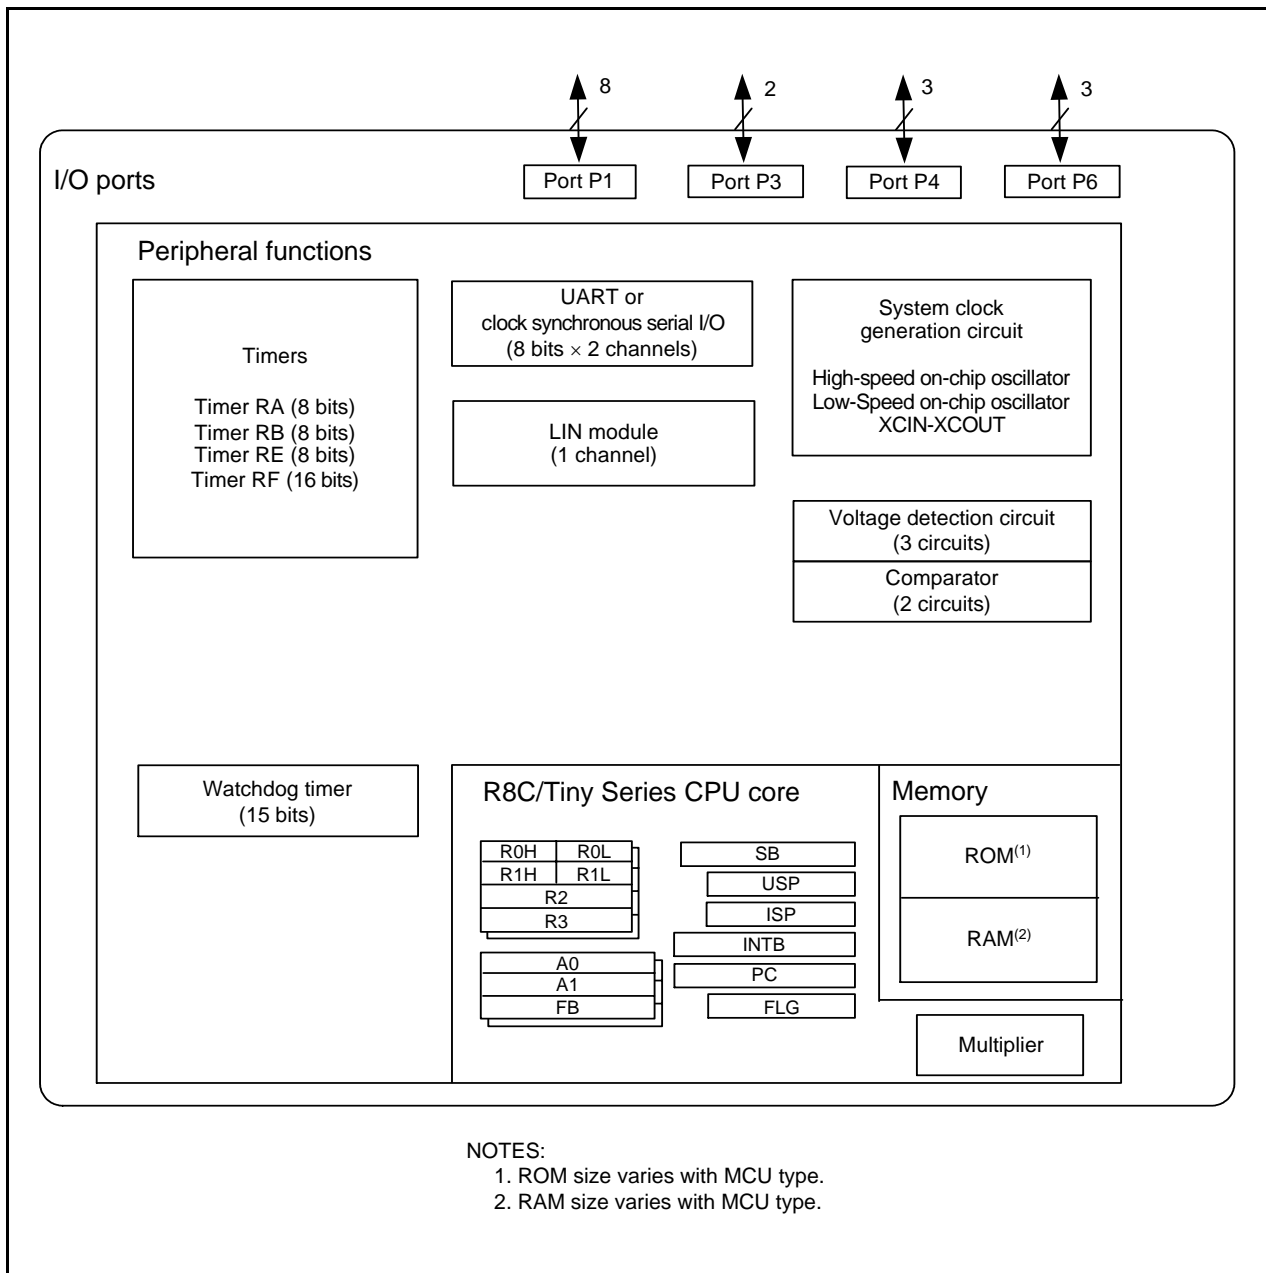 8
2
3
3
I/O ports
Port P1
Port P3
Port P4
Port P6
Peripheral functions
Timers
Timer RA (8 bits)
Timer RB (8 bits)
Timer RE (8 bits)
Timer RF (16 bits)
UART or
clock synchronous serial I/O
(8 bits × 2 channels)
LIN module
(1 channel)
System clock
generation circuit
High-speed on-chip oscillator
Low-Speed on-chip oscillator
XCIN-XCOUT
Voltage detection circuit
(3 circuits)
Comparator
(2 circuits)
Watchdog timer
(15 bits)
R8C/Tiny Series CPU core
R0H
R0L
R1H
R1L
R2
R3
A0
A1
FB
SB
USP
ISP
INTB
PC
FLG
Memory
ROM(1)
RAM(2)
Multiplier
NOTES:
1. ROM size varies with MCU type.
2. RAM size varies with MCU type.